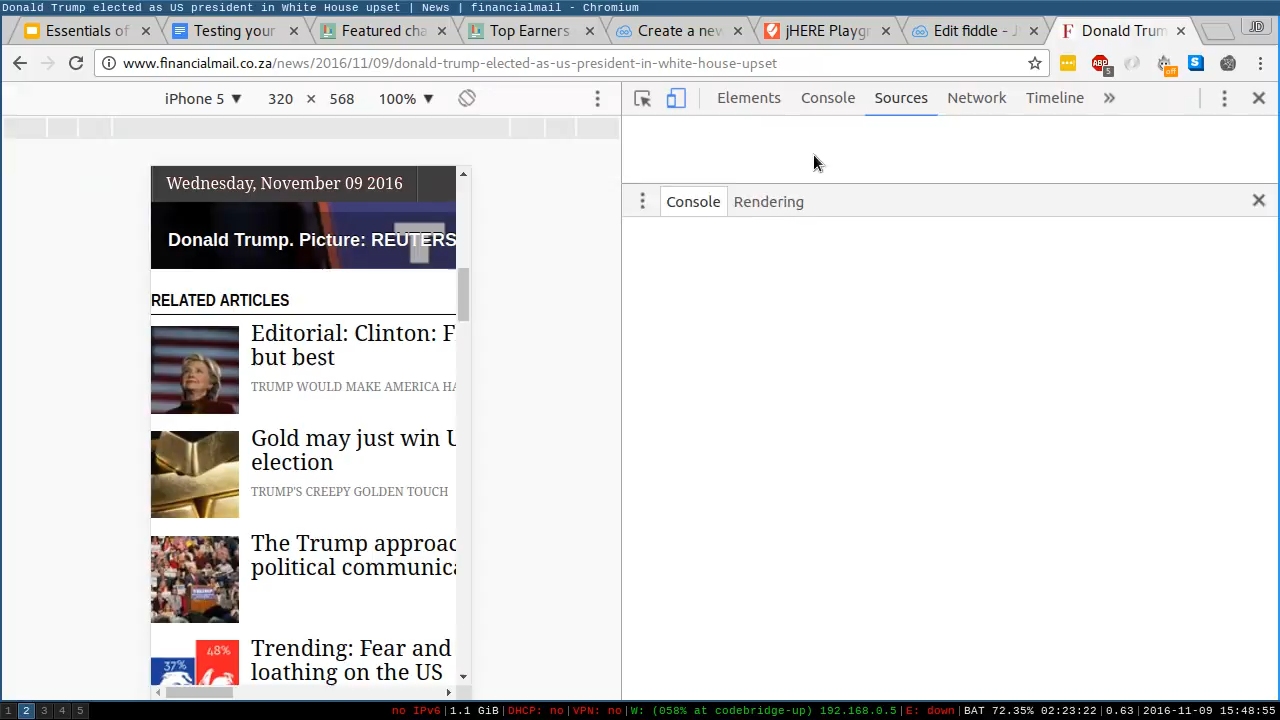 Donald Trump elected as US president in White House upset | News | financialmail - Chromium
Essentials of
Testing your
Featured cha
Top Earners
Create a new
jHERE Playgr
Edit fiddle - J
Donald Trum
JD
www.financialmail.co.za/news/2016/11/09/donald-trump-elected-as-us-president-in-white-house-upset
ABP
5
off
iPhone 5 ▼ 320 × 568 100% ▼
Elements Console Sources Network Timeline »
Console Rendering
Wednesday, November 09 2016
Donald Trump. Picture: REUTERS
RELATED ARTICLES
Editorial: Clinton: F
but best
TRUMP WOULD MAKE AMERICA HA
Gold may just win U
election
TRUMP'S CREEPY GOLDEN TOUCH
The Trump approac
political communica
Trending: Fear and
loathing on the US
37%
48%
1 2 3 4 5
no IPv6|1.1 GiB|DHCP: no|VPN: no|W: (058% at codebridge-up) 192.168.0.5|E: down|BAT 72.35% 02:23:22|0.63|2016-11-09 15:48:55